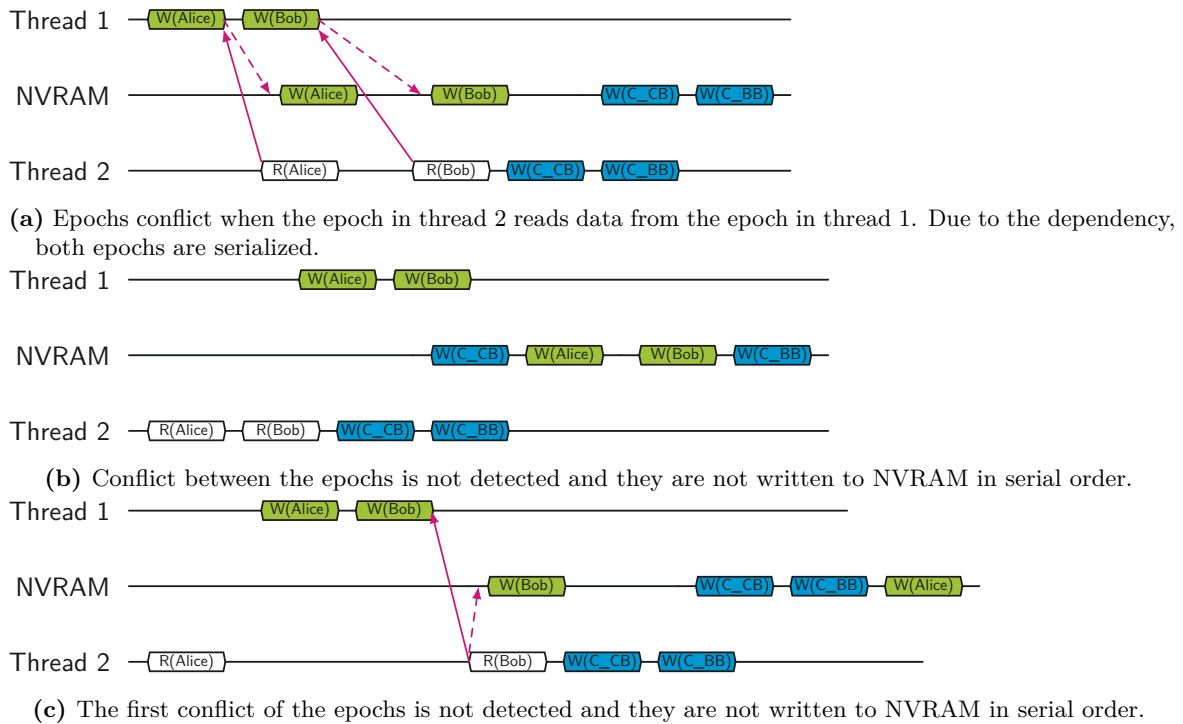 Thread 1 W(Alice) W(Bob)
NVRAM W(Alice) W(Bob) W(C_CB) W(C_BB)
Thread 2 R(Alice) R(Bob) W(C_CB) W(C_BB)
(a) Epochs conflict when the epoch in thread 2 reads data from the epoch in thread 1. Due to the dependency,
both epochs are serialized.
Thread 1 W(Alice) W(Bob)
NVRAM W(C_CB) W(Alice) W(Bob) W(C_BB)
Thread 2 R(Alice) R(Bob) W(C_CB) W(C_BB)
(b) Conflict between the epochs is not detected and they are not written to NVRAM in serial order.
Thread 1 W(Alice) W(Bob)
NVRAM W(Bob) W(C_CB) W(C_BB) W(Alice)
Thread 2 R(Alice) R(Bob) W(C_CB) W(C_BB)
(c) The first conflict of the epochs is not detected and they are not written to NVRAM in serial order.